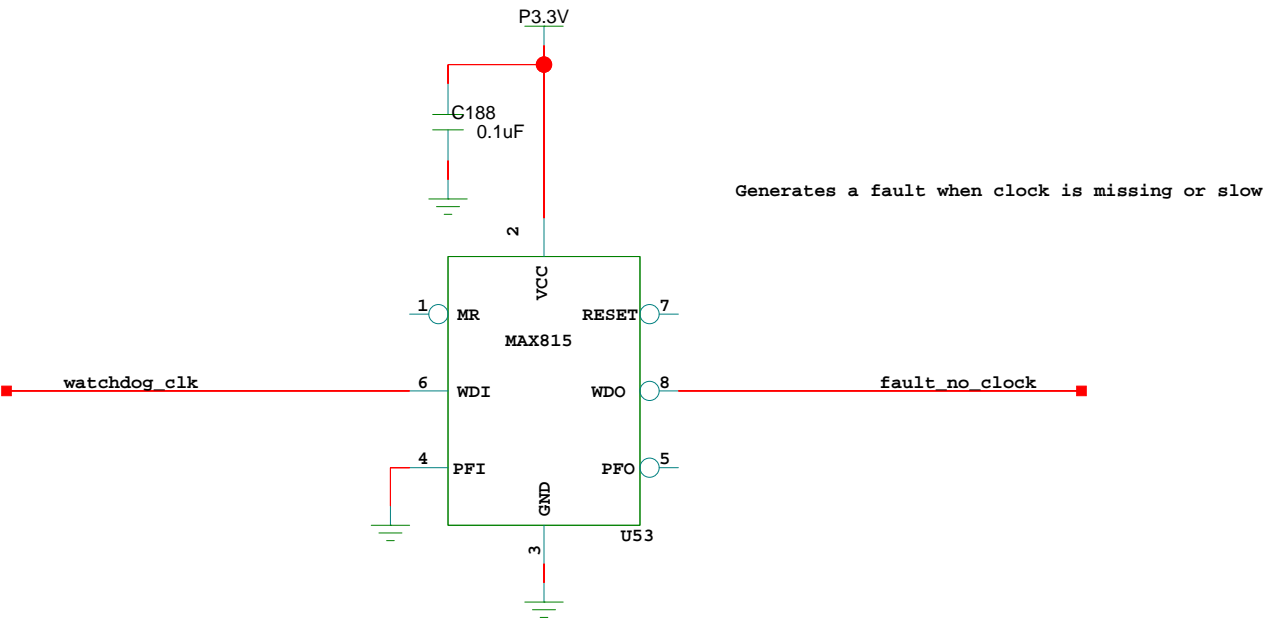 P3.3V
C188
0.1uF
Generates a fault when clock is missing or slow
2
VCC
1
MR
RESET
7
MAX815
watchdog_clk
6
WDI
WDO
8
fault_no_clock
4
PFI
PFO
5
GND
U53
3